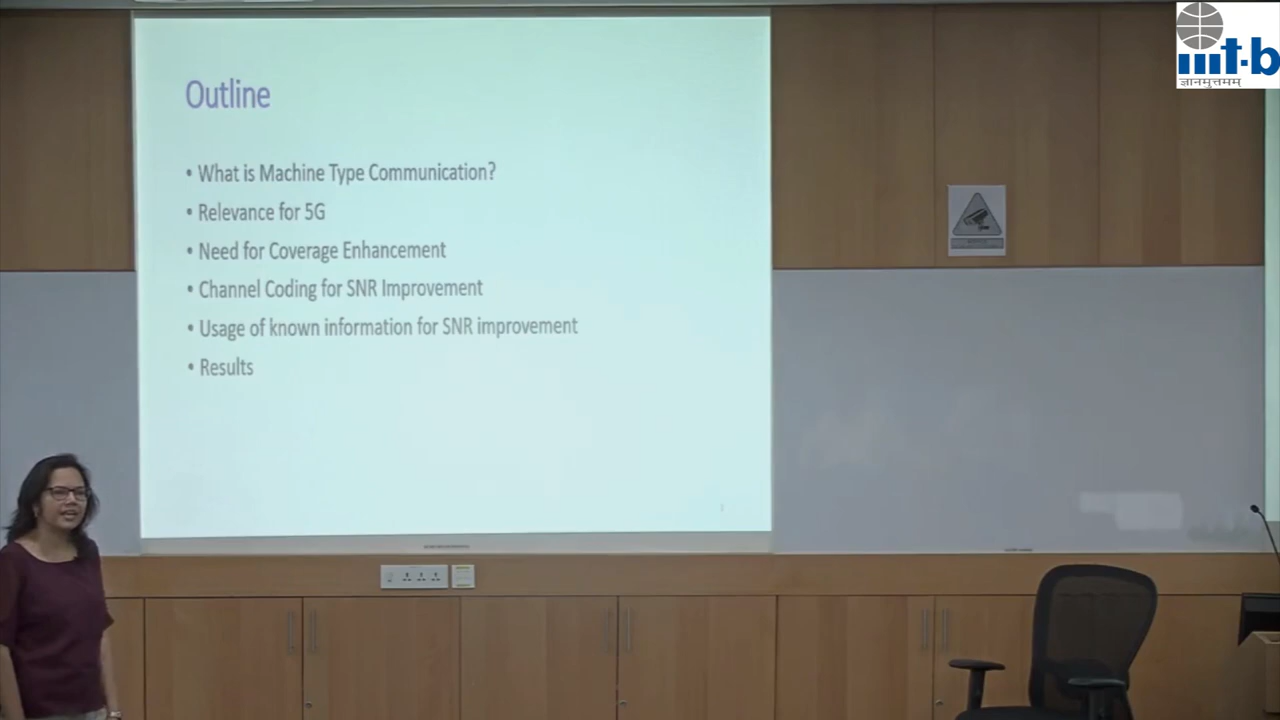 Outline
• What is Machine Type Communication?
• Relevance for 5G
• Need for Coverage Enhancement
• Channel Coding for SNR Improvement
• Usage of known information for SNR improvement
• Results
iiit-b
ज्ञानमुत्तमम्